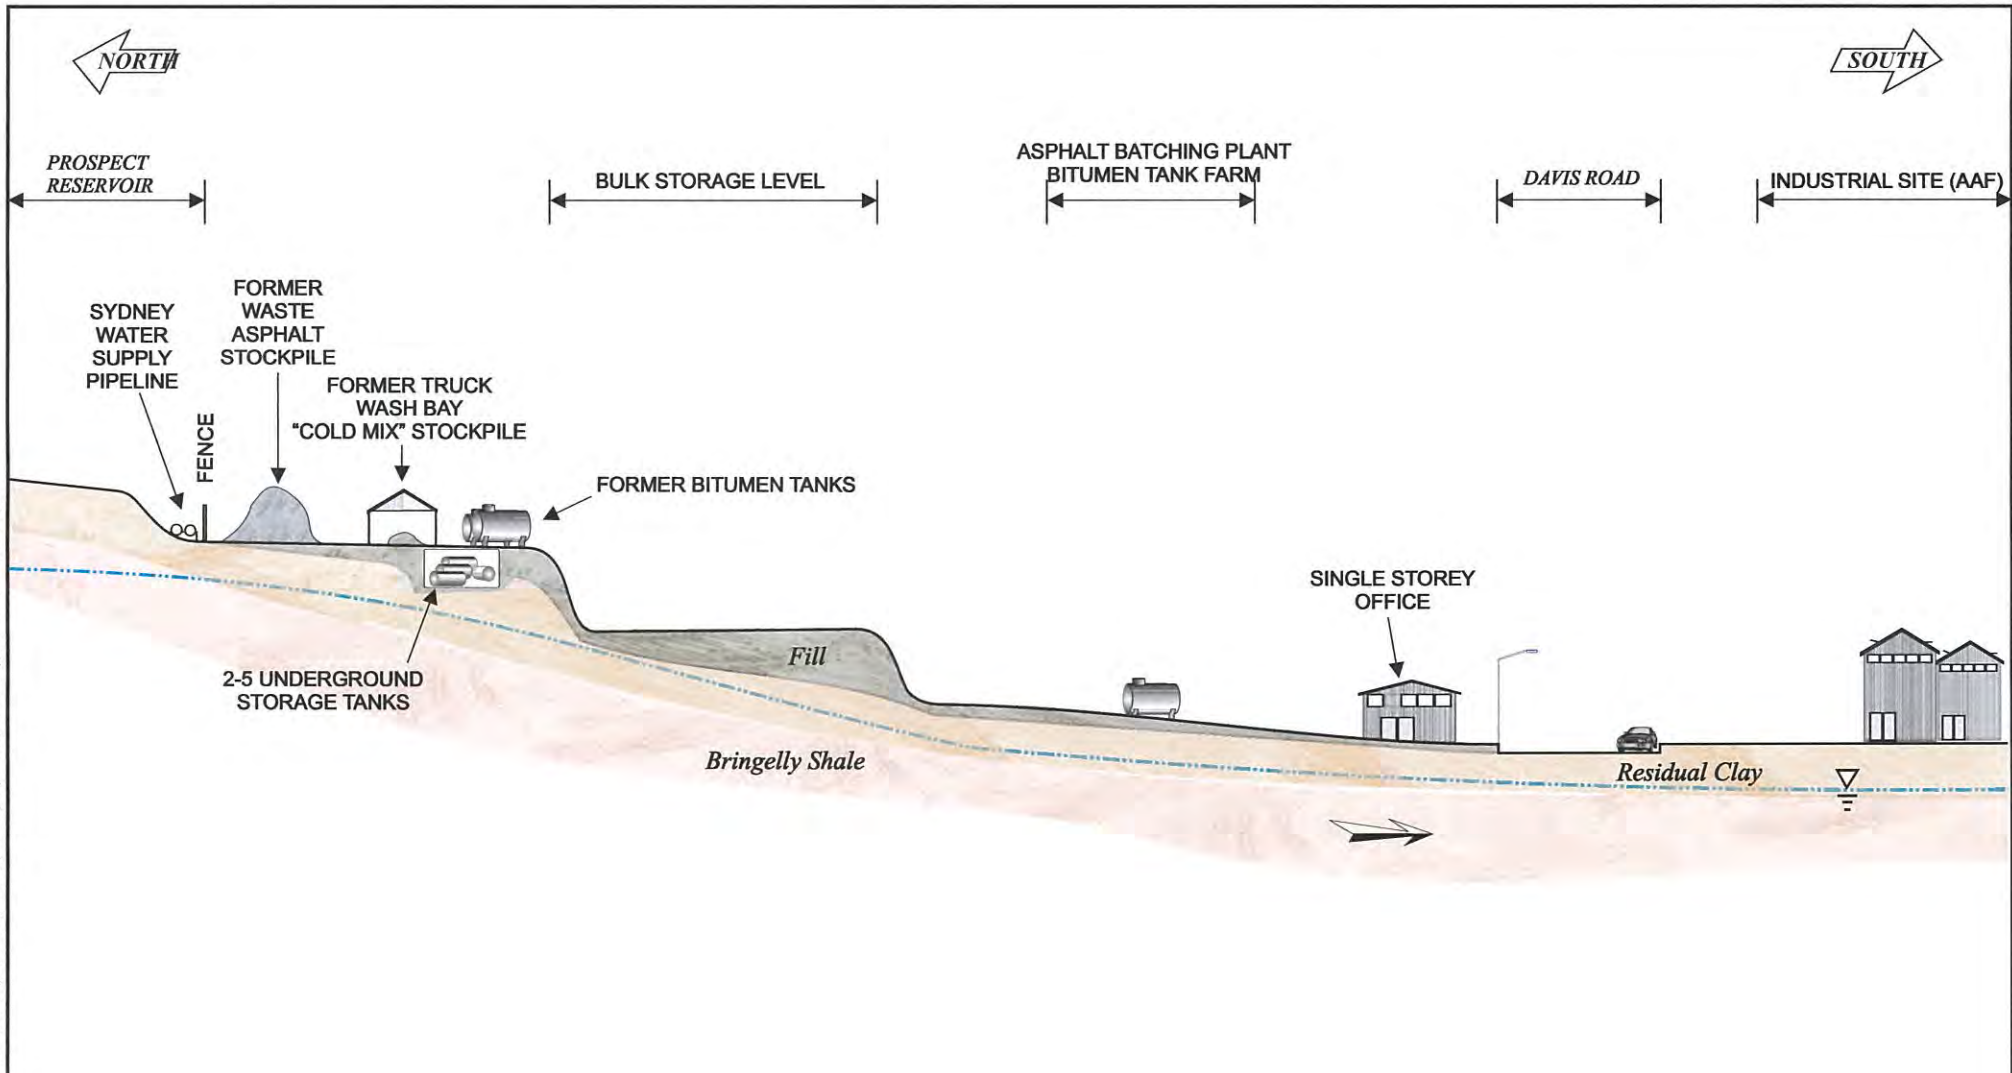 NORTH
SOUTH
PROSPECT
RESERVOIR
BULK STORAGE LEVEL
ASPHALT BATCHING PLANT
BITUMEN TANK FARM
DAVIS ROAD
INDUSTRIAL SITE (AAF)
SYDNEY
WATER
SUPPLY
PIPELINE
FENCE
FORMER
WASTE
ASPHALT
STOCKPILE
FORMER TRUCK
WASH BAY
"COLD MIX" STOCKPILE
FORMER BITUMEN TANKS
2-5 UNDERGROUND
STORAGE TANKS
Fill
SINGLE STOREY
OFFICE
Bringelly Shale
Residual Clay